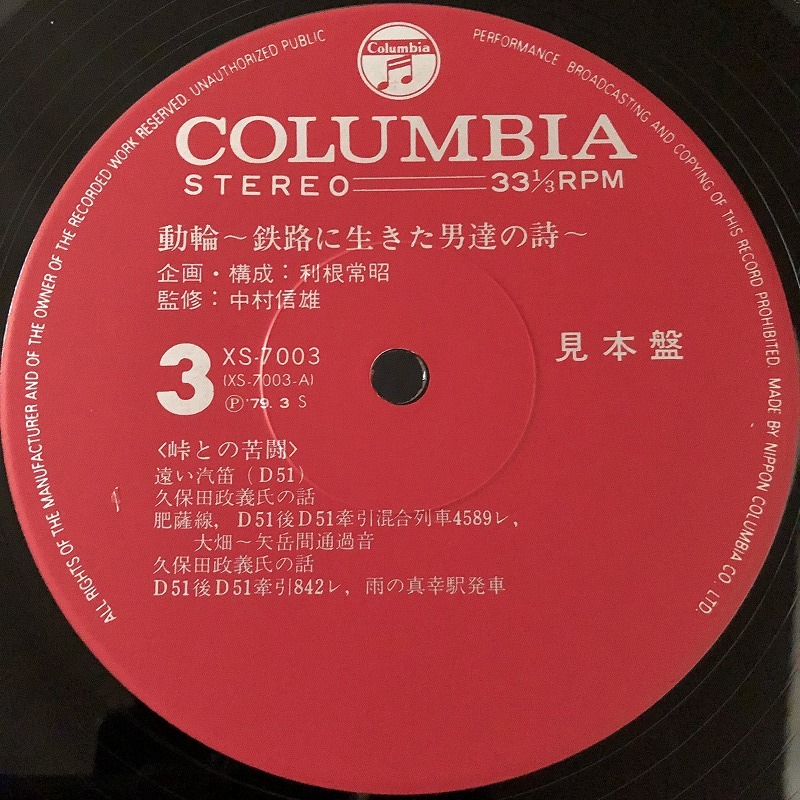 ALL RIGHTS OF THE MANUFACTURER AND OF THE OWNER OF THE RECORDED WORK RESERVED. UNAUTHORIZED PUBLIC PERFORMANCE BROADCASTING AND COPYING OF THIS RECORD PROHIBITED. MADE BY NIPPON COLUMBIA CO. LTD.
Columbia
COLUMBIA
STEREO 33⅓RPM
動輪～鉄路に生きた男達の詩～
企画・構成：利根常昭
監修：中村信雄
3 XS-7003 見本盤
(XS-7003-A)
Ⓟ'79. 3 S
〈峠との苦闘〉
遠い汽笛（D51）
久保田政義氏の話
肥薩線，D51後D51牽引混合列車4589レ，
大畑～矢岳間通過音
久保田政義氏の話
D51後D51牽引842レ，雨の真幸駅発車